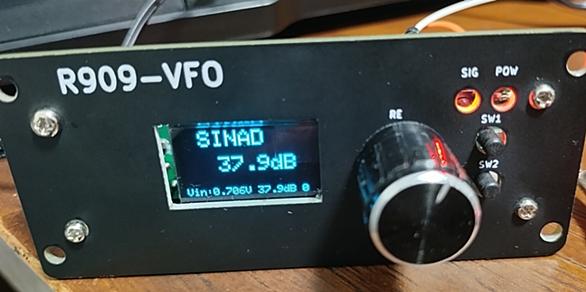 R909-VFO
SIG POW
RE
SW1
SW2
SINAD
37.9dB
Vin:0.706V 37.9dB 0